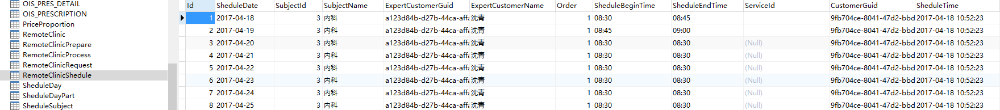 OIS_PRES_DETAIL
OIS_PRESCRIPTION
PriceProportion
RemoteClinic
RemoteClinicPrepare
RemoteClinicProcess
RemoteClinicRequest
RemoteClinicShedule
SheduleDay
SheduleDayPart
SheduleSubject
Id SheduleDate SubjectId SubjectName ExpertCustomerGuid ExpertCustomerName Order SheduleBeginTime SheduleEndTime ServiceId CustomerGuid SheduleTime
1 2017-04-18 3 内科 a123d84b-d27b-44ca-affa 沈青 1 08:30 08:45 9fb704ce-8041-47d2-bbd 2017-04-18 10:52:23
2 2017-04-19 3 内科 a123d84b-d27b-44ca-affa 沈青 1 08:45 09:00 9fb704ce-8041-47d2-bbd 2017-04-18 10:52:23
3 2017-04-20 3 内科 a123d84b-d27b-44ca-affa 沈青 1 08:30 08:30 (Null) 9fb704ce-8041-47d2-bbd 2017-04-18 10:52:23
4 2017-04-21 3 内科 a123d84b-d27b-44ca-affa 沈青 1 08:30 08:30 (Null) 9fb704ce-8041-47d2-bbd 2017-04-18 10:52:23
5 2017-04-22 3 内科 a123d84b-d27b-44ca-affa 沈青 1 08:30 08:30 (Null) 9fb704ce-8041-47d2-bbd 2017-04-18 10:52:23
6 2017-04-23 3 内科 a123d84b-d27b-44ca-affa 沈青 1 08:30 08:30 (Null) 9fb704ce-8041-47d2-bbd 2017-04-18 10:52:23
7 2017-04-24 3 内科 a123d84b-d27b-44ca-affa 沈青 1 08:30 08:30 (Null) 9fb704ce-8041-47d2-bbd 2017-04-18 10:52:23
8 2017-04-25 3 内科 a123d84b-d27b-44ca-affa 沈青 1 08:30 08:30 (Null) 9fb704ce-8041-47d2-bbd 2017-04-18 10:52:23